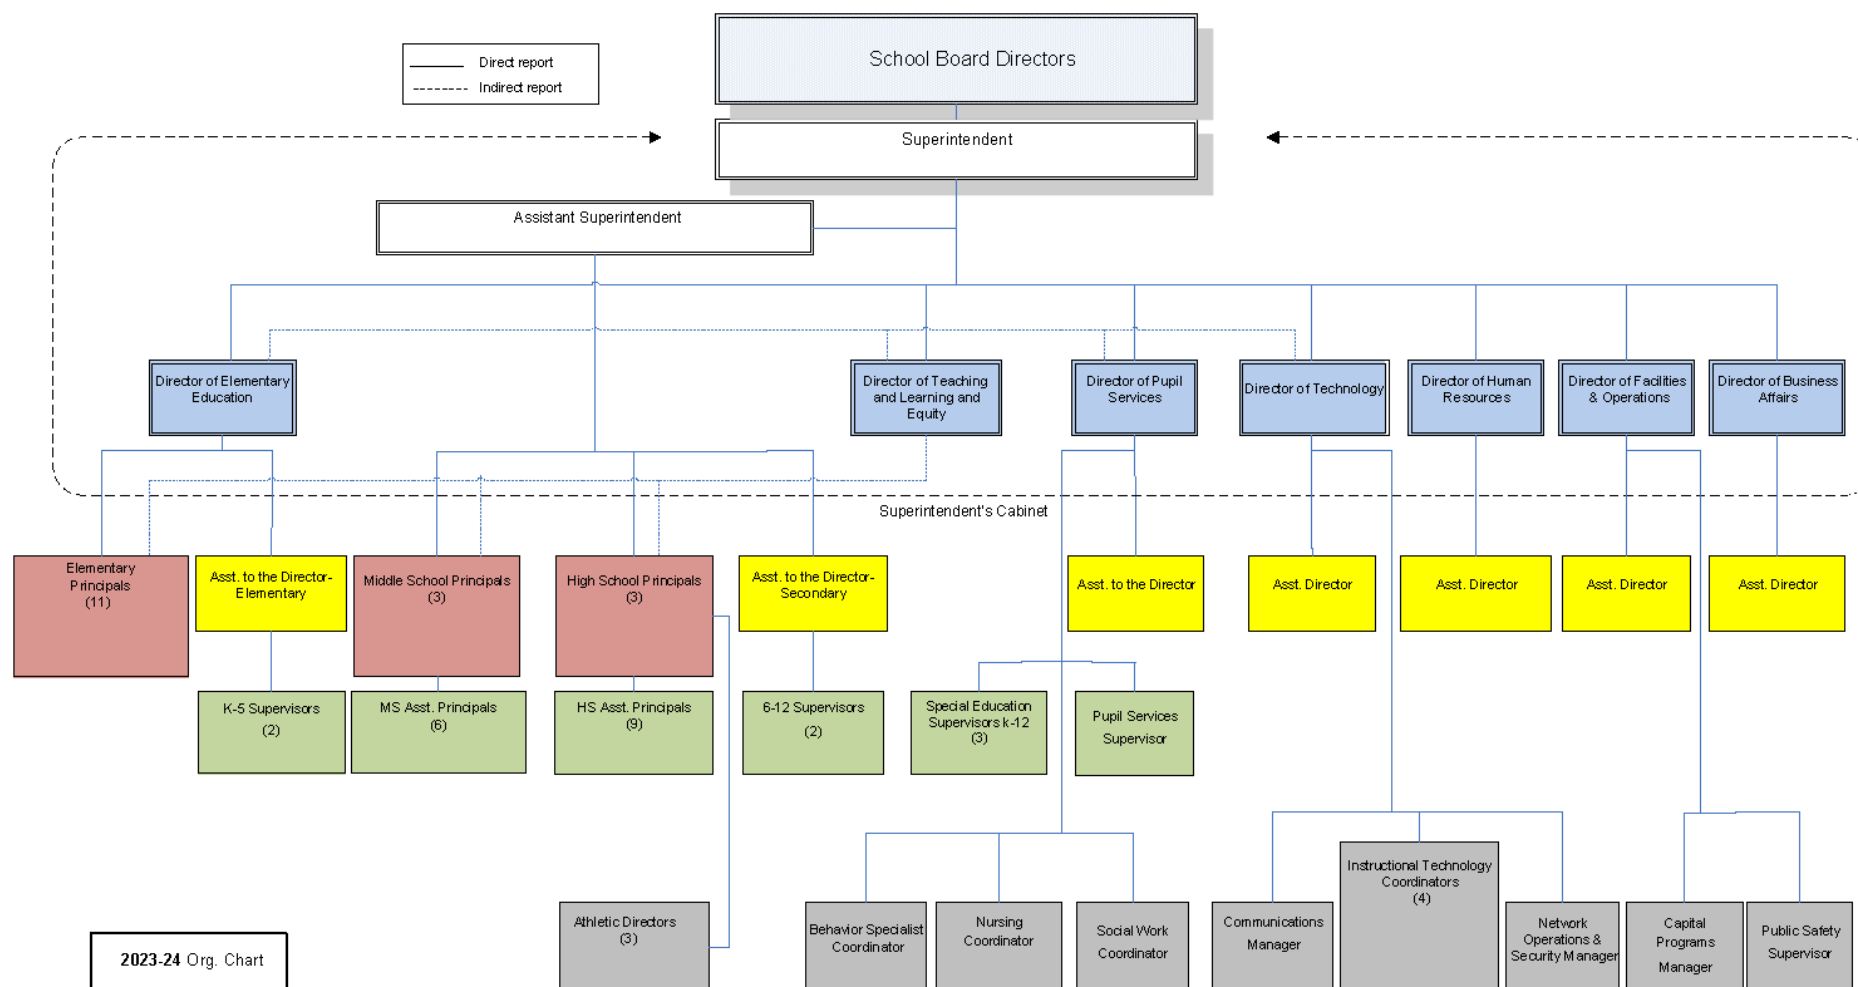 School Board Directors
Direct report
Indirect report
Superintendent
Assistant Superintendent
Director of Elementary
Education
Director of Teaching
and Learning and
Equity
Director of Pupil
Services
Director of Technology
Director of Human
Resources
Director of Facilities
& Operations
Director of Business
Affairs
Superintendent's Cabinet
Elementary
Principals
(11)
Asst. to the Director-
Elementary
Middle School Principals
(3)
High School Principals
(3)
Asst. to the Director-
Secondary
Asst. to the Director
Asst. Director
Asst. Director
Asst. Director
Asst. Director
K-5 Supervisors
(2)
MS Asst. Principals
(6)
HS Asst. Principals
(9)
6-12 Supervisors
(2)
Special Education
Supervisors k-12
(3)
Pupil Services
Supervisor
Athletic Directors
(3)
Behavior Specialist
Coordinator
Nursing
Coordinator
Social Work
Coordinator
Communications
Manager
Instructional Technology
Coordinators
(4)
Network
Operations &
Security Manager
Capital
Programs
Manager
Public Safety
Supervisor
2023-24 Org. Chart